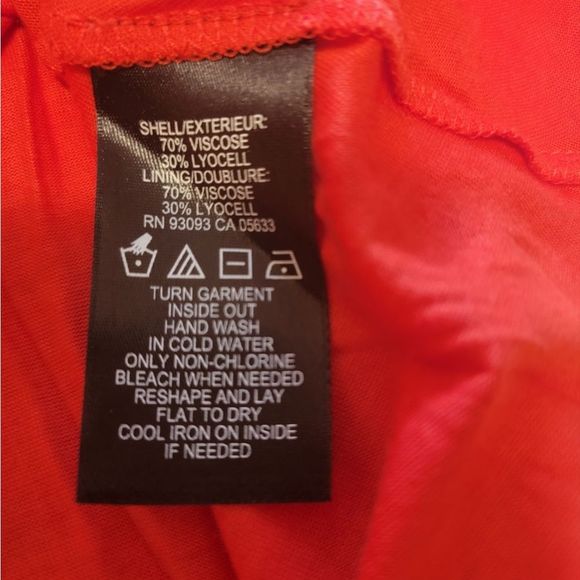 SHELL/EXTERIEUR:
70% VISCOSE
30% LYOCELL
LINING/DOUBLURE:
70% VISCOSE
30% LYOCELL
RN 93093 CA 05633
TURN GARMENT
INSIDE OUT
HAND WASH
IN COLD WATER
ONLY NON-CHLORINE
BLEACH WHEN NEEDED
RESHAPE AND LAY
FLAT TO DRY
COOL IRON ON INSIDE
IF NEEDED